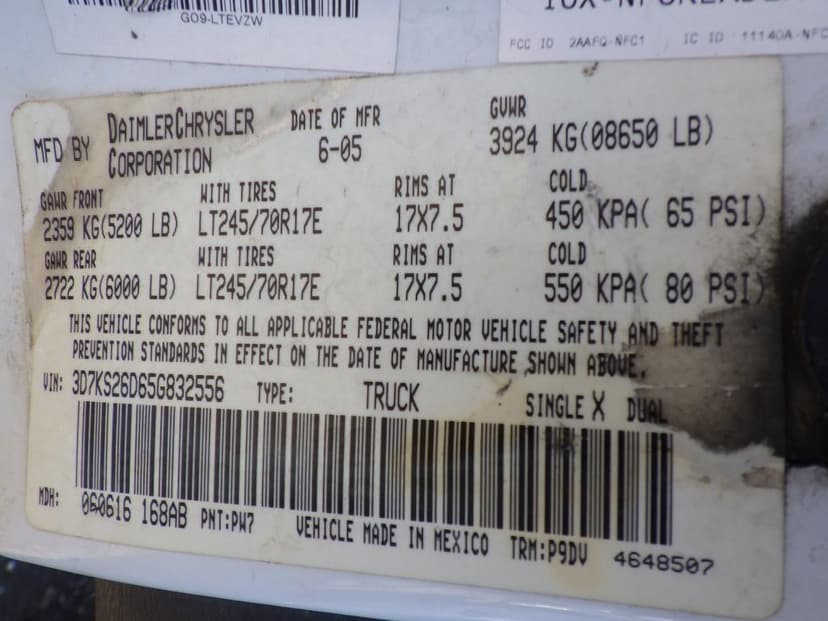 GO9-LTEVZW
FCC ID 2AAFQ-NFC1 IC ID 11140A-NFC
MFD BY DAIMLERCHRYSLER CORPORATION
DATE OF MFR 6-05
GVWR 3924 KG(08650 LB)
GAWR FRONT WITH TIRES RIMS AT COLD
2359 KG(5200 LB) LT245/70R17E 17X7.5 450 KPA( 65 PSI)
GAWR REAR WITH TIRES RIMS AT COLD
2722 KG(6000 LB) LT245/70R17E 17X7.5 550 KPA( 80 PSI)
THIS VEHICLE CONFORMS TO ALL APPLICABLE FEDERAL MOTOR VEHICLE SAFETY AND THEFT
PREVENTION STANDARDS IN EFFECT ON THE DATE OF MANUFACTURE SHOWN ABOVE.
VIN: 3D7KS26D65G832556 TYPE: TRUCK SINGLE X DUAL
MDH: 060616 168AB PNT:PW7 VEHICLE MADE IN MEXICO TRM:P9DV 4648507